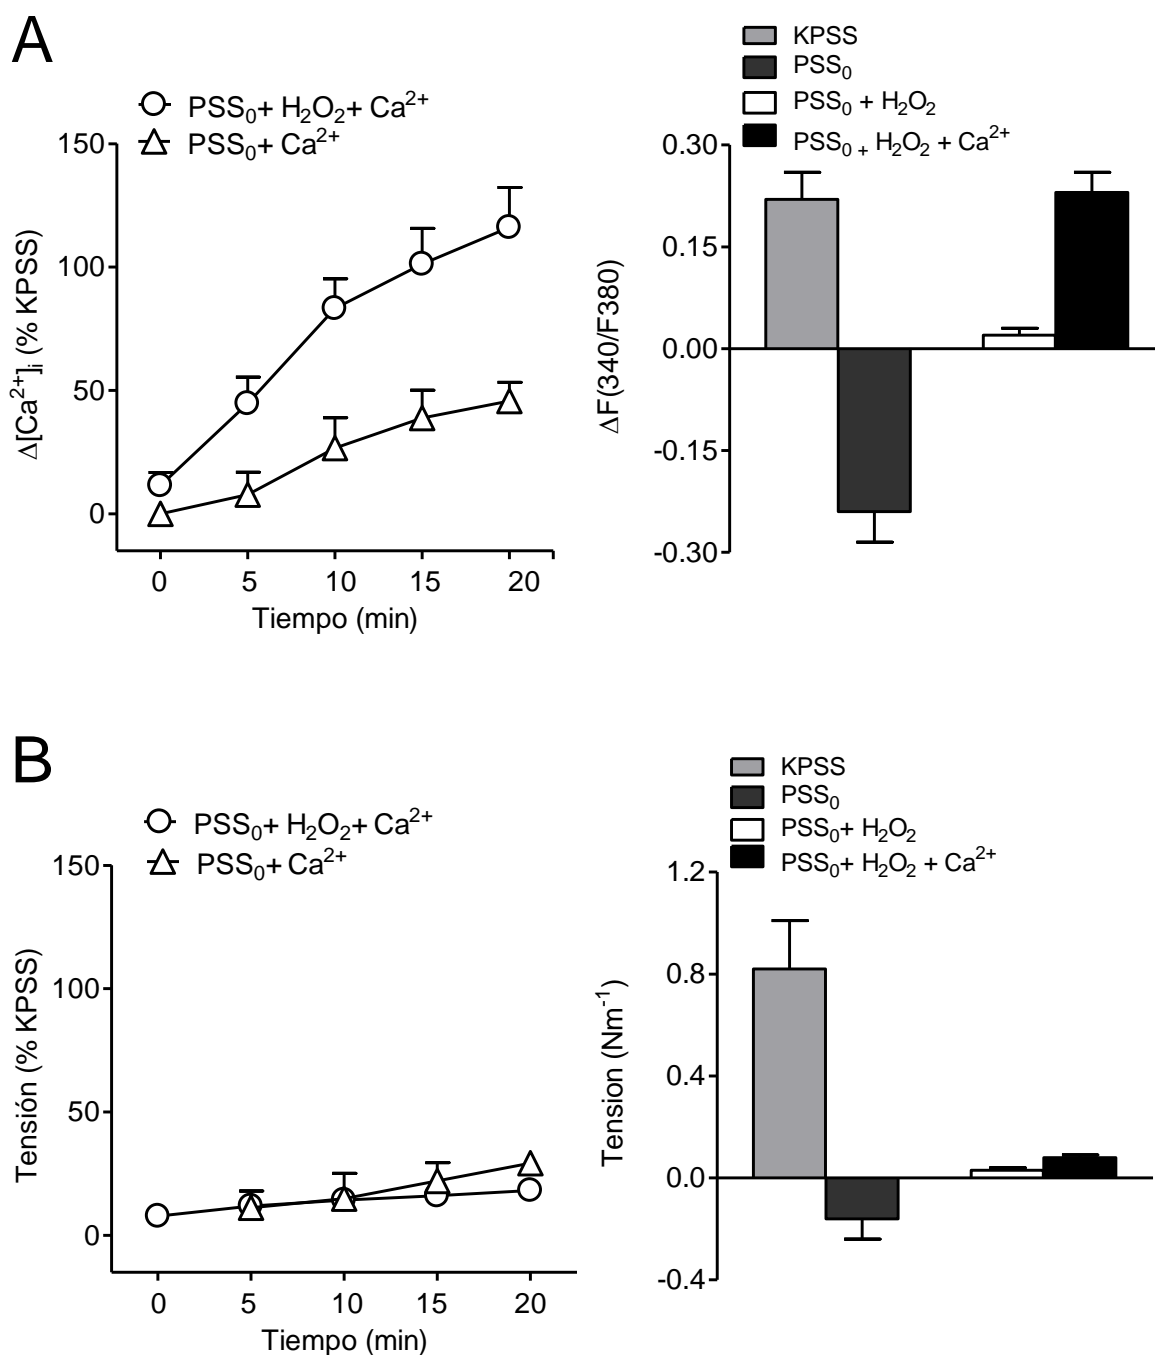 A
PSS₀+ H₂O₂+ Ca²⁺
PSS₀+ Ca²⁺
150
100
50
0
Δ[Ca²⁺]ᵢ (% KPSS)
0 5 10 15 20
Tiempo (min)
KPSS
PSS₀
PSS₀ + H₂O₂
PSS₀ + H₂O₂ + Ca²⁺
0.30
0.15
0.00
-0.15
-0.30
ΔF(340/F380)
B
PSS₀+ H₂O₂+ Ca²⁺
PSS₀+ Ca²⁺
150
100
50
0
Tensión (% KPSS)
0 5 10 15 20
Tiempo (min)
KPSS
PSS₀
PSS₀+ H₂O₂
PSS₀+ H₂O₂ + Ca²⁺
1.2
0.8
0.4
0.0
-0.4
Tension (Nm⁻¹)